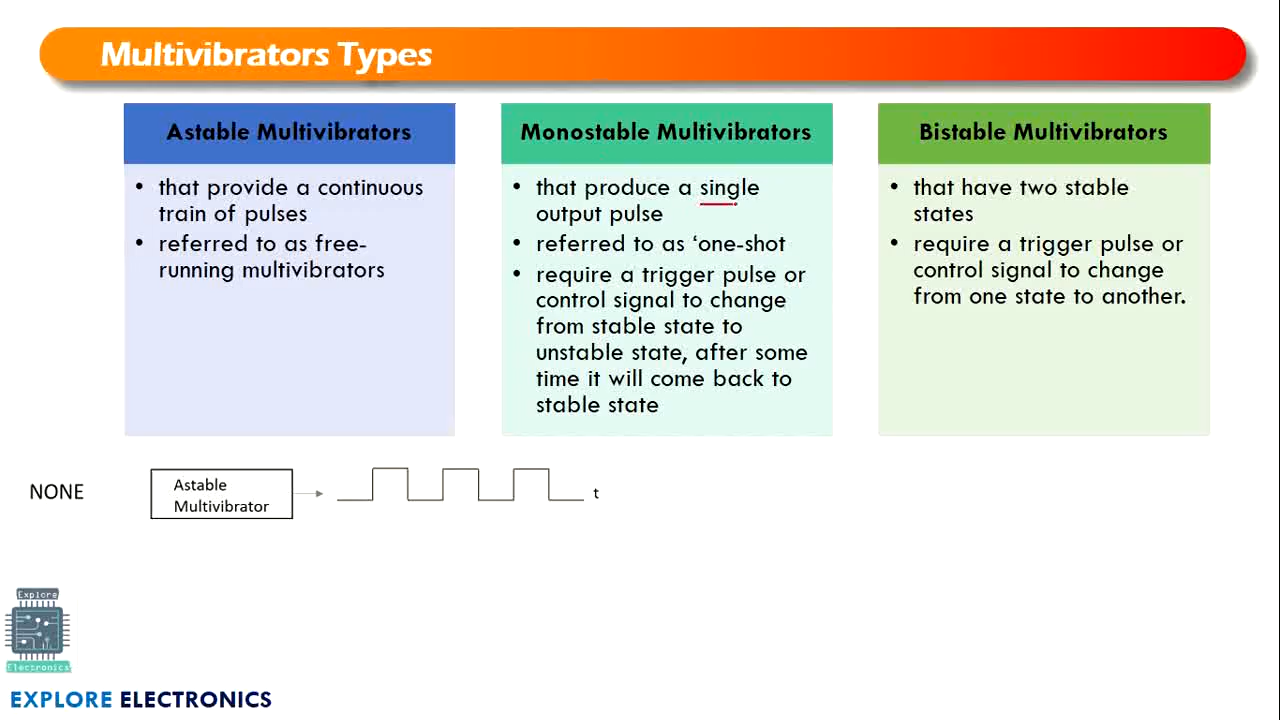 Multivibrators Types
Astable Multivibrators
• that provide a continuous
train of pulses
• referred to as free-
running multivibrators
Monostable Multivibrators
• that produce a single
output pulse
• referred to as ‘one-shot
• require a trigger pulse or
control signal to change
from stable state to
unstable state, after some
time it will come back to
stable state
Bistable Multivibrators
• that have two stable
states
• require a trigger pulse or
control signal to change
from one state to another.
NONE
Astable
Multivibrator
t
Explore
Electronics
EXPLORE ELECTRONICS